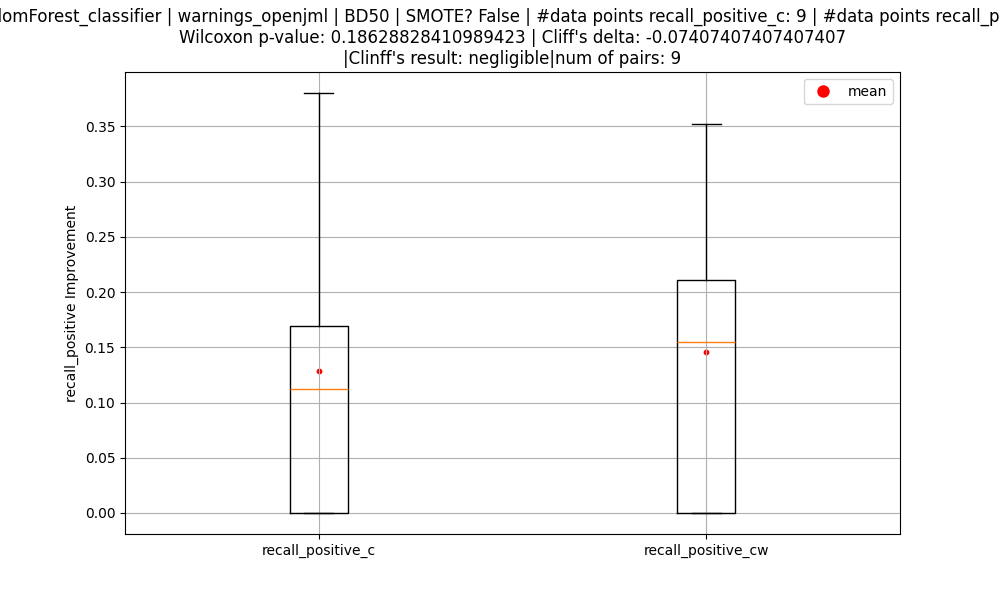 domForest_classifier | warnings_openjml | BD50 | SMOTE? False | #data points recall_positive_c: 9 | #data points recall_p
Wilcoxon p-value: 0.18628828410989423 | Cliff's delta: -0.07407407407407407
|Clinff's result: negligible|num of pairs: 9
mean
0.35
0.30
0.25
0.20
0.15
0.10
0.05
0.00
recall_positive Improvement
recall_positive_c
recall_positive_cw